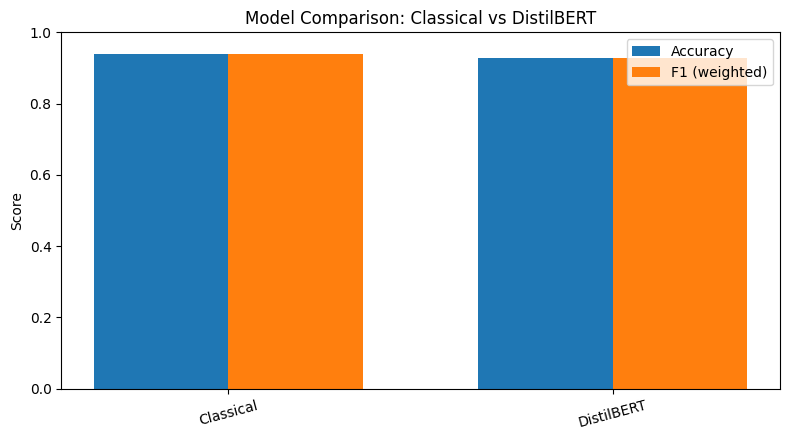 Model Comparison: Classical vs DistilBERT
1.0
0.8
0.6
0.4
0.2
0.0
Score
Accuracy
F1 (weighted)
Classical
DistilBERT